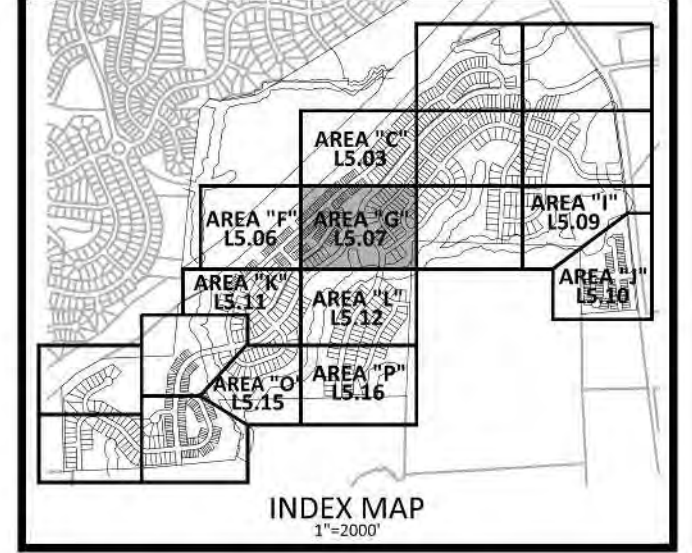 AREA "C"
L5.03
AREA "F"
L5.06
AREA "G"
L5.07
AREA "I"
L5.09
AREA "J"
L5.10
AREA "K"
L5.11
AREA "L"
L5.12
AREA "O"
L5.15
AREA "P"
L5.16
INDEX MAP
1"=2000'